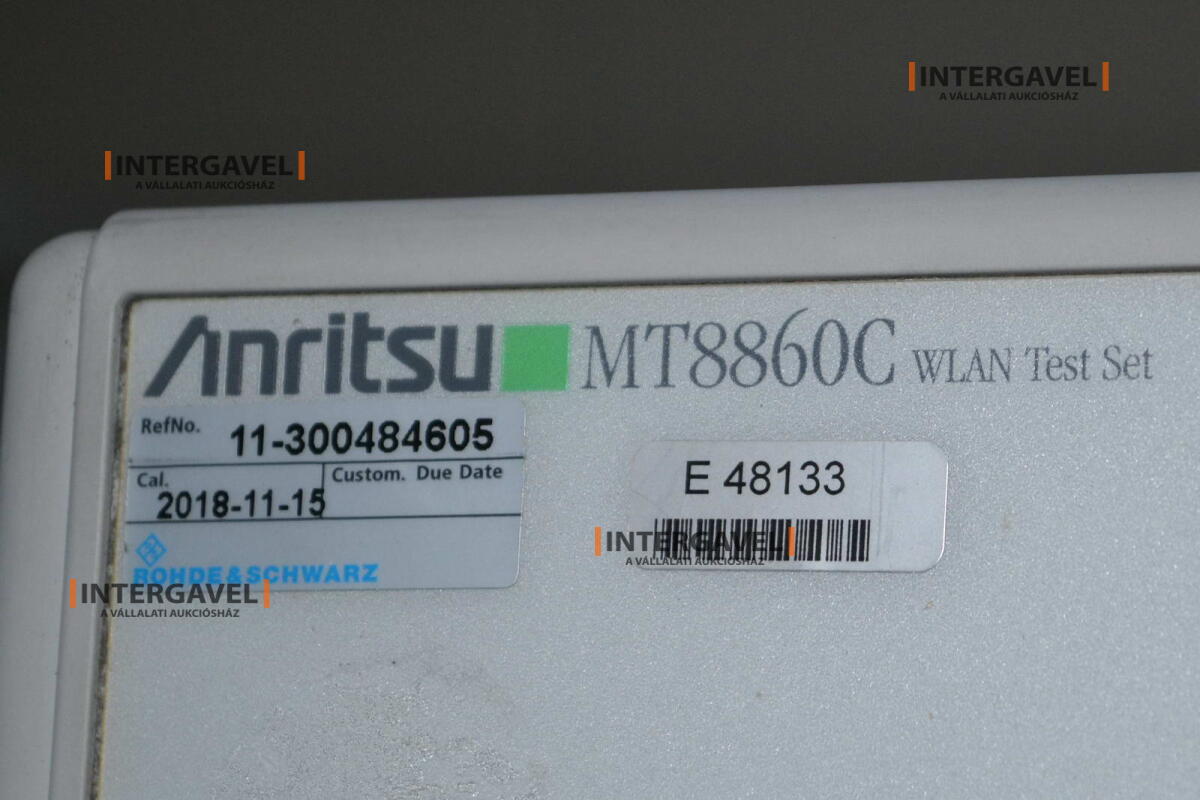 INTERGAVEL
A VÁLLALATI AUKCIÓSHÁZ
INTERGAVEL
A VÁLLALATI AUKCIÓSHÁZ
Anritsu MT8860C WLAN Test Set
RefNo. 11-300484605
Cal. Custom. Due Date
2018-11-15
ROHDE&SCHWARZ
E 48133
INTERGAVEL
A VÁLLALATI AUKCIÓSHÁZ
INTERGAVEL
A VÁLLALATI AUKCIÓSHÁZ